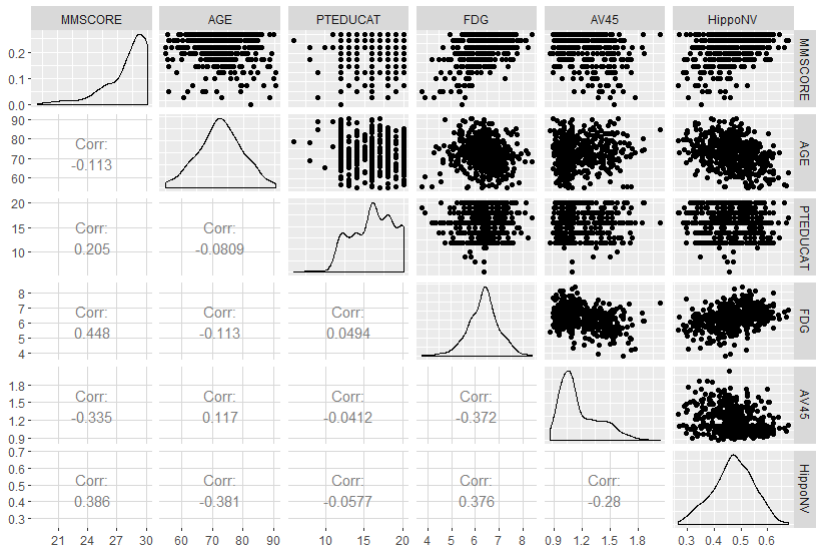 MMSCORE AGE PTEDUCAT FDG AV45 HippoNV
0.2
0.1
0.0
MMSCORE
90
80
70
60
Corr:
-0.113
AGE
20
15
10
Corr: Corr:
0.205 -0.0809
PTEDUCAT
8
7
6
5
4
Corr: Corr: Corr:
0.448 -0.113 0.0494
FDG
1.8
1.5
1.2
0.9
Corr: Corr: Corr: Corr:
-0.335 0.117 -0.0412 -0.372
AV45
0.7
0.6
0.5
0.4
0.3
Corr: Corr: Corr: Corr: Corr:
0.386 -0.381 -0.0577 0.376 -0.28
HippoNV
21 24 27 30 60 70 80 90 10 15 20 4 5 6 7 8 0.9 1.2 1.5 1.8 0.3 0.4 0.5 0.6